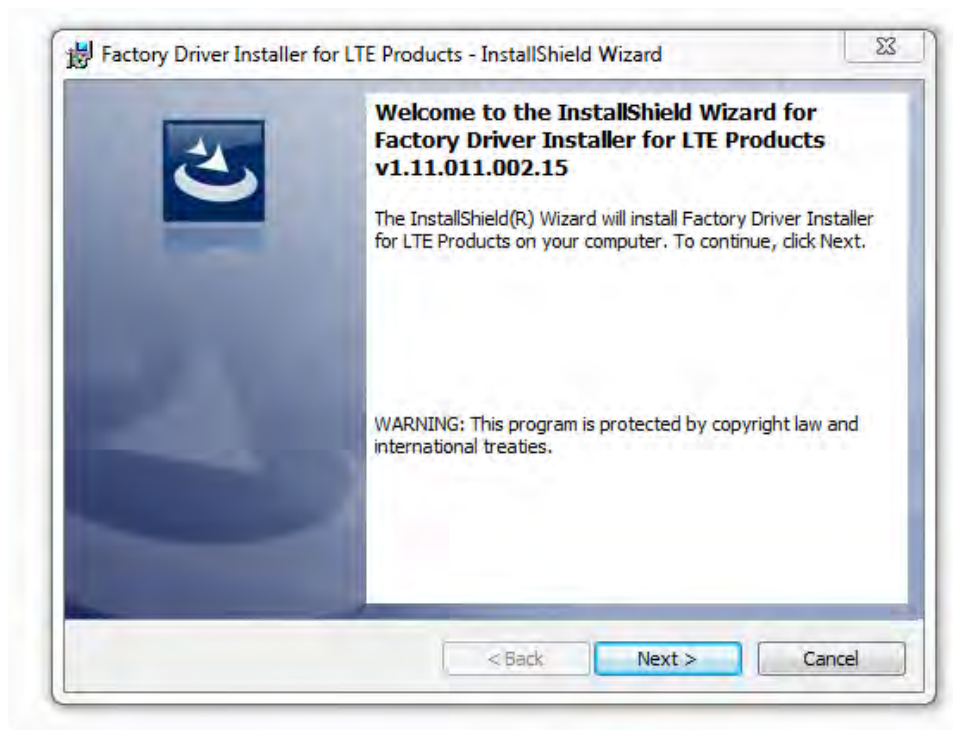 Factory Driver Installer for LTE Products - InstallShield Wizard
Welcome to the InstallShield Wizard for
Factory Driver Installer for LTE Products
v1.11.011.002.15
The InstallShield(R) Wizard will install Factory Driver Installer
for LTE Products on your computer. To continue, click Next.
WARNING: This program is protected by copyright law and
international treaties.
< Back
Next >
Cancel